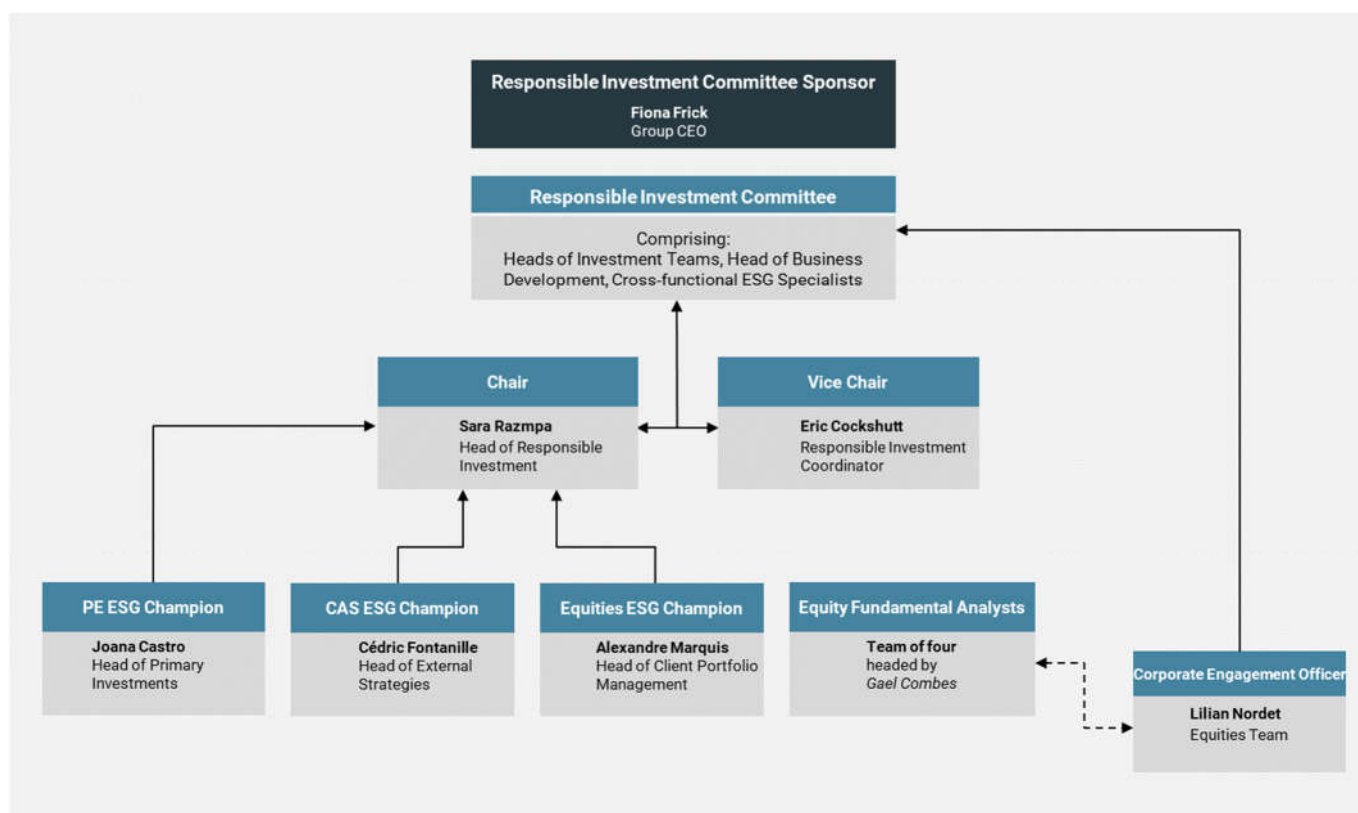 Responsible Investment Committee Sponsor
Fiona Frick
Group CEO
Responsible Investment Committee
Comprising:
Heads of Investment Teams, Head of Business
Development, Cross-functional ESG Specialists
Chair
Sara Razmpa
Head of Responsible
Investment
Vice Chair
Eric Cockshutt
Responsible Investment
Coordinator
PE ESG Champion
Joana Castro
Head of Primary
Investments
CAS ESG Champion
Cédric Fontanille
Head of External
Strategies
Equities ESG Champion
Alexandre Marquis
Head of Client Portfolio
Management
Equity Fundamental Analysts
Team of four
headed by
Gael Combes
Corporate Engagement Officer
Lilian Nordet
Equities Team